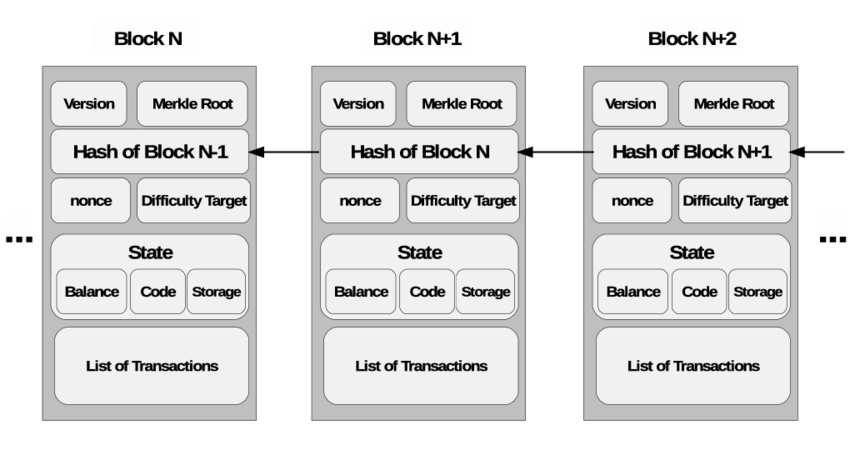 Block N
Block N+1
Block N+2
Version
Merkle Root
Hash of Block N-1
nonce
Difficulty Target
State
Balance
Code
Storage
List of Transactions
Version
Merkle Root
Hash of Block N
nonce
Difficulty Target
State
Balance
Code
Storage
List of Transactions
Version
Merkle Root
Hash of Block N+1
nonce
Difficulty Target
State
Balance
Code
Storage
List of Transactions
...
...